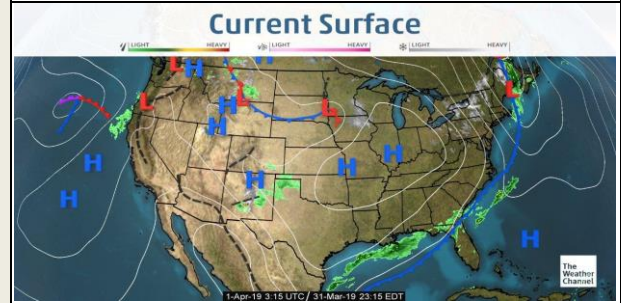 Current Surface
LIGHT HEAVY LIGHT HEAVY LIGHT HEAVY
L H H
L H L L L
H
H H H
H H
H
The
Weather
Channel
1-Apr-19 3:15 UTC / 31-Mar-19 23:15 EDT